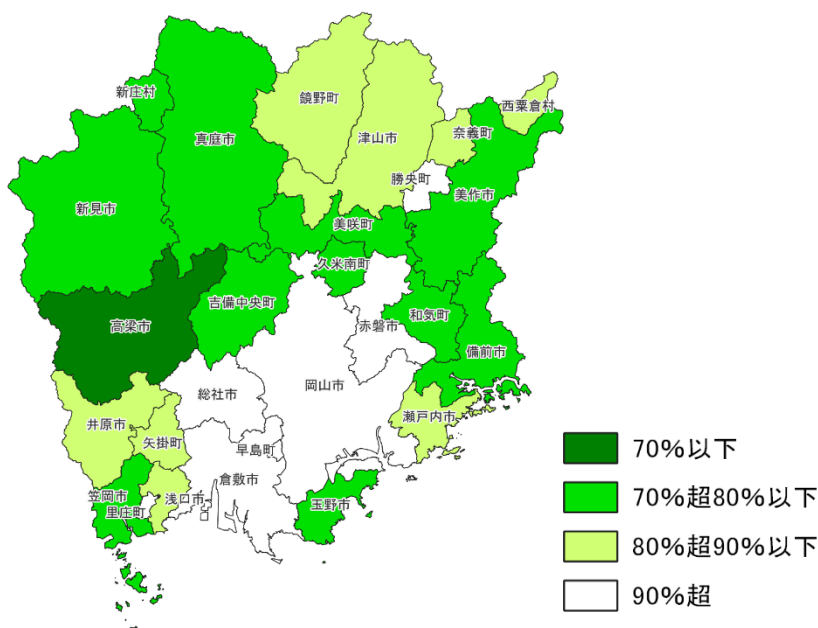 新庄村
鏡野町
西粟倉村
津山市
奈義町
真庭市
勝央町
美作市
新見市
美咲町
久米南町
吉備中央町
高梁市
赤磐市
和気町
備前市
総社市
岡山市
井原市
矢掛町
瀬戸内市
早島町
倉敷市
笠岡市
浅口市
里庄町
玉野市
70%以下
70%超80%以下
80%超90%以下
90%超